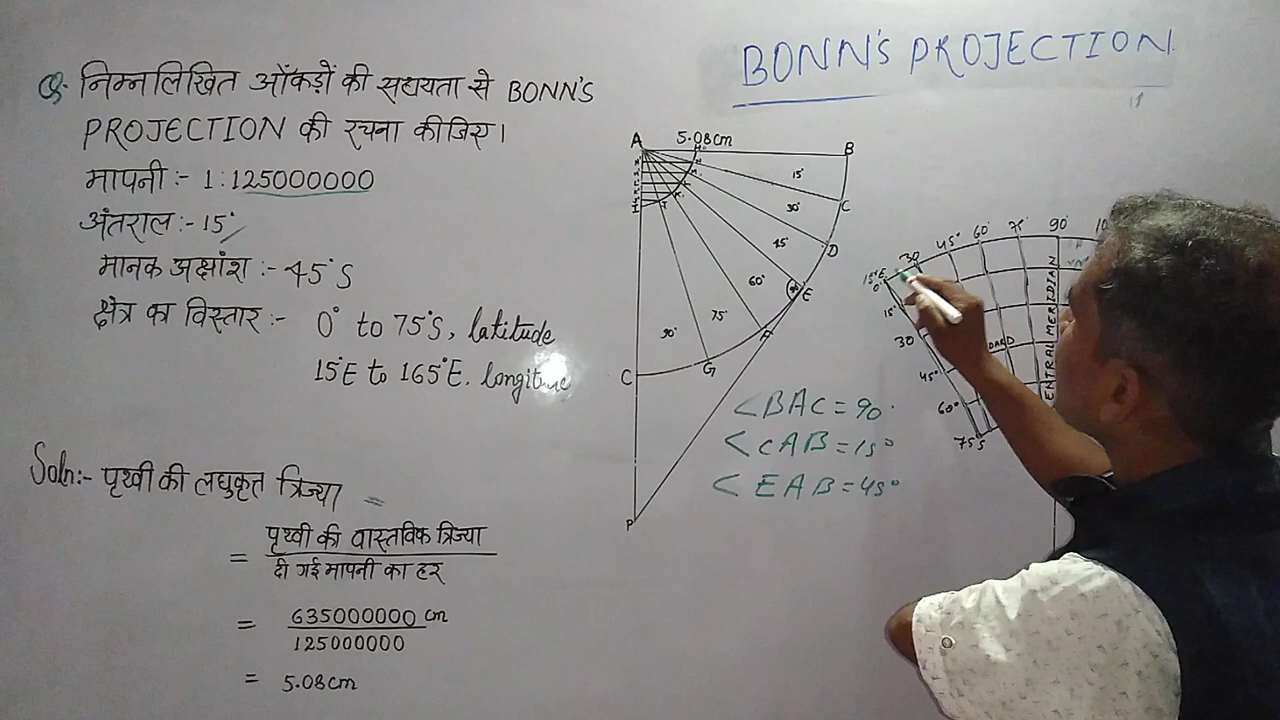 BONN'S PROJECTION
Q. निम्नलिखित आँकड़ों की सहायता से BONN'S
PROJECTION की रचना कीजिए।
मापनी :- 1:125000000
अंतराल :- 15°
मानक अक्षांश :- 45°S
क्षेत्र का विस्तार :- 0° to 75°S, latitude
15°E to 165°E, longitude
Soln:- पृथ्वी की लघुकृत त्रिज्या =
= पृथ्वी की वास्तविक त्रिज्या
दी गई मापनी का हर
= 635000000 cm
125000000
= 5.08cm
A 5.08cm B
15°
C
30°
D
45°
E
60°
F
75°
G
90°
C
P
<BAC = 90°
<CAB = 15°
<EAB = 45°
15°E 30 45° 60° 75° 90°
0°
15°
30
45°
60°
75°S
DARD
ENTRAL MERIDIAN